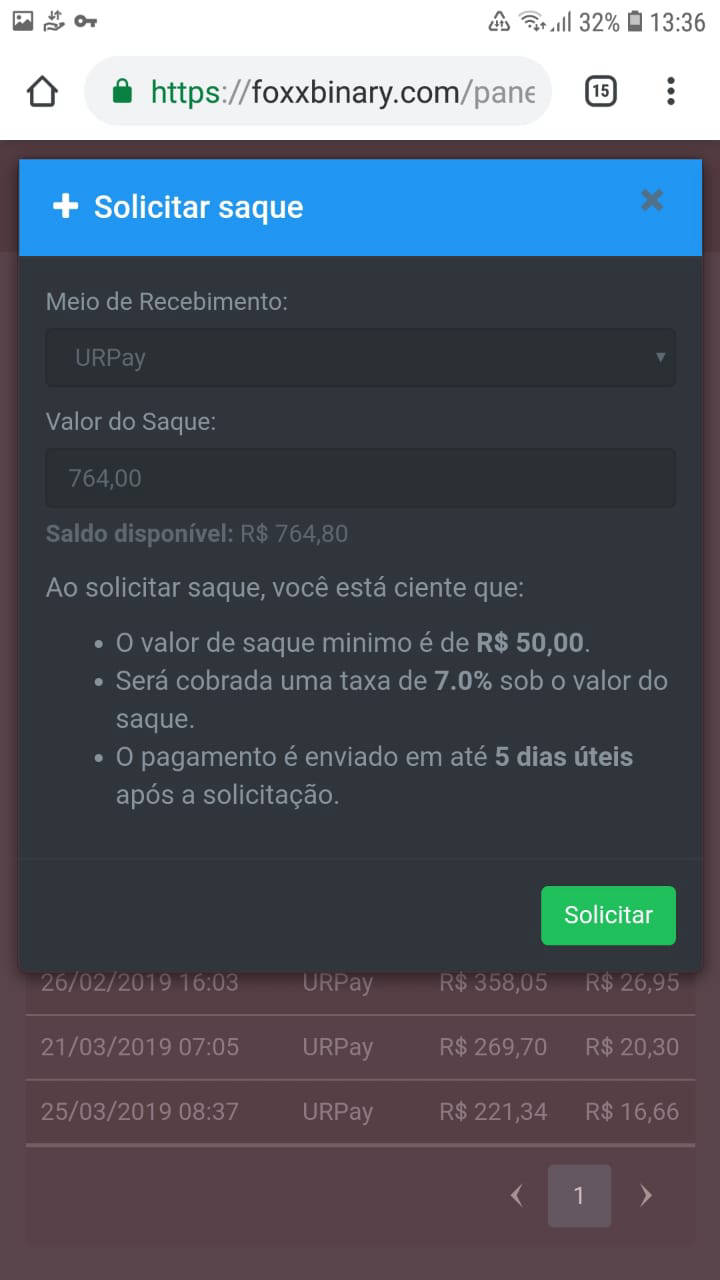 32% 13:36
https://foxxbinary.com/pane
15
Solicitar saque
Meio de Recebimento:
URPay
Valor do Saque:
764,00
Saldo disponível: R$ 764,80
Ao solicitar saque, você está ciente que:
• O valor de saque minimo é de R$ 50,00.
• Será cobrada uma taxa de 7.0% sob o valor do
saque.
• O pagamento é enviado em até 5 dias úteis
após a solicitação.
Solicitar
26/02/2019 16:03 URPay R$ 358,05 R$ 26,95
21/03/2019 07:05 URPay R$ 269,70 R$ 20,30
25/03/2019 08:37 URPay R$ 221,34 R$ 16,66
1